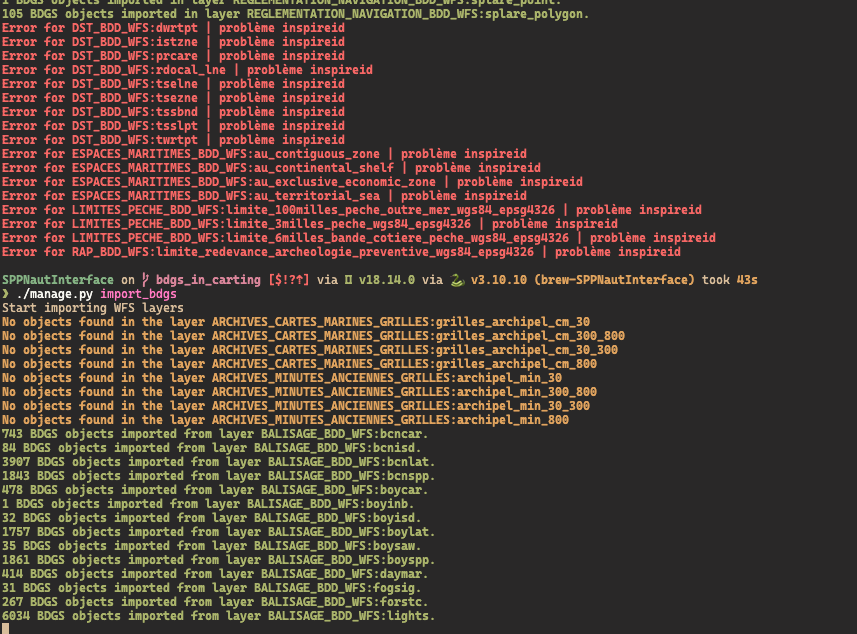 1 BDGS objects imported in layer REGLEMENTATION_NAVIGATION_BDD_WFS:splare_point.
105 BDGS objects imported in layer REGLEMENTATION_NAVIGATION_BDD_WFS:splare_polygon.
Error for DST_BDD_WFS:dwrtpt | problème inspireid
Error for DST_BDD_WFS:istzne | problème inspireid
Error for DST_BDD_WFS:prcare | problème inspireid
Error for DST_BDD_WFS:rdocal_lne | problème inspireid
Error for DST_BDD_WFS:tselne | problème inspireid
Error for DST_BDD_WFS:tsezne | problème inspireid
Error for DST_BDD_WFS:tssbnd | problème inspireid
Error for DST_BDD_WFS:tsslpt | problème inspireid
Error for DST_BDD_WFS:twrtpt | problème inspireid
Error for ESPACES_MARITIMES_BDD_WFS:au_contiguous_zone | problème inspireid
Error for ESPACES_MARITIMES_BDD_WFS:au_continental_shelf | problème inspireid
Error for ESPACES_MARITIMES_BDD_WFS:au_exclusive_economic_zone | problème inspireid
Error for ESPACES_MARITIMES_BDD_WFS:au_territorial_sea | problème inspireid
Error for LIMITES_PECHE_BDD_WFS:limite_100milles_peche_outre_mer_wgs84_epsg4326 | problème inspireid
Error for LIMITES_PECHE_BDD_WFS:limite_3milles_peche_wgs84_epsg4326 | problème inspireid
Error for LIMITES_PECHE_BDD_WFS:limite_6milles_bande_cotiere_peche_wgs84_epsg4326 | problème inspireid
Error for RAP_BDD_WFS:limite_redevance_archeologie_preventive_wgs84_epsg4326 | problème inspireid
SPPNautInterface on bdgs_in_carting [$!?↑] via v18.14.0 via v3.10.10 (brew-SPPNautInterface) took 43s
❯ ./manage.py import_bdgs
Start importing WFS layers
No objects found in the layer ARCHIVES_CARTES_MARINES_GRILLES:grilles_archipel_cm_30
No objects found in the layer ARCHIVES_CARTES_MARINES_GRILLES:grilles_archipel_cm_300_800
No objects found in the layer ARCHIVES_CARTES_MARINES_GRILLES:grilles_archipel_cm_30_300
No objects found in the layer ARCHIVES_CARTES_MARINES_GRILLES:grilles_archipel_cm_800
No objects found in the layer ARCHIVES_MINUTES_ANCIENNES_GRILLES:archipel_min_30
No objects found in the layer ARCHIVES_MINUTES_ANCIENNES_GRILLES:archipel_min_300_800
No objects found in the layer ARCHIVES_MINUTES_ANCIENNES_GRILLES:archipel_min_30_300
No objects found in the layer ARCHIVES_MINUTES_ANCIENNES_GRILLES:archipel_min_800
743 BDGS objects imported from layer BALISAGE_BDD_WFS:bcncar.
84 BDGS objects imported from layer BALISAGE_BDD_WFS:bcnisd.
3907 BDGS objects imported from layer BALISAGE_BDD_WFS:bcnlat.
1843 BDGS objects imported from layer BALISAGE_BDD_WFS:bcnspp.
478 BDGS objects imported from layer BALISAGE_BDD_WFS:boycar.
1 BDGS objects imported from layer BALISAGE_BDD_WFS:boyinb.
32 BDGS objects imported from layer BALISAGE_BDD_WFS:boyisd.
1757 BDGS objects imported from layer BALISAGE_BDD_WFS:boylat.
35 BDGS objects imported from layer BALISAGE_BDD_WFS:boysaw.
1861 BDGS objects imported from layer BALISAGE_BDD_WFS:boyspp.
414 BDGS objects imported from layer BALISAGE_BDD_WFS:daymar.
31 BDGS objects imported from layer BALISAGE_BDD_WFS:fogsig.
267 BDGS objects imported from layer BALISAGE_BDD_WFS:forstc.
6034 BDGS objects imported from layer BALISAGE_BDD_WFS:lights.